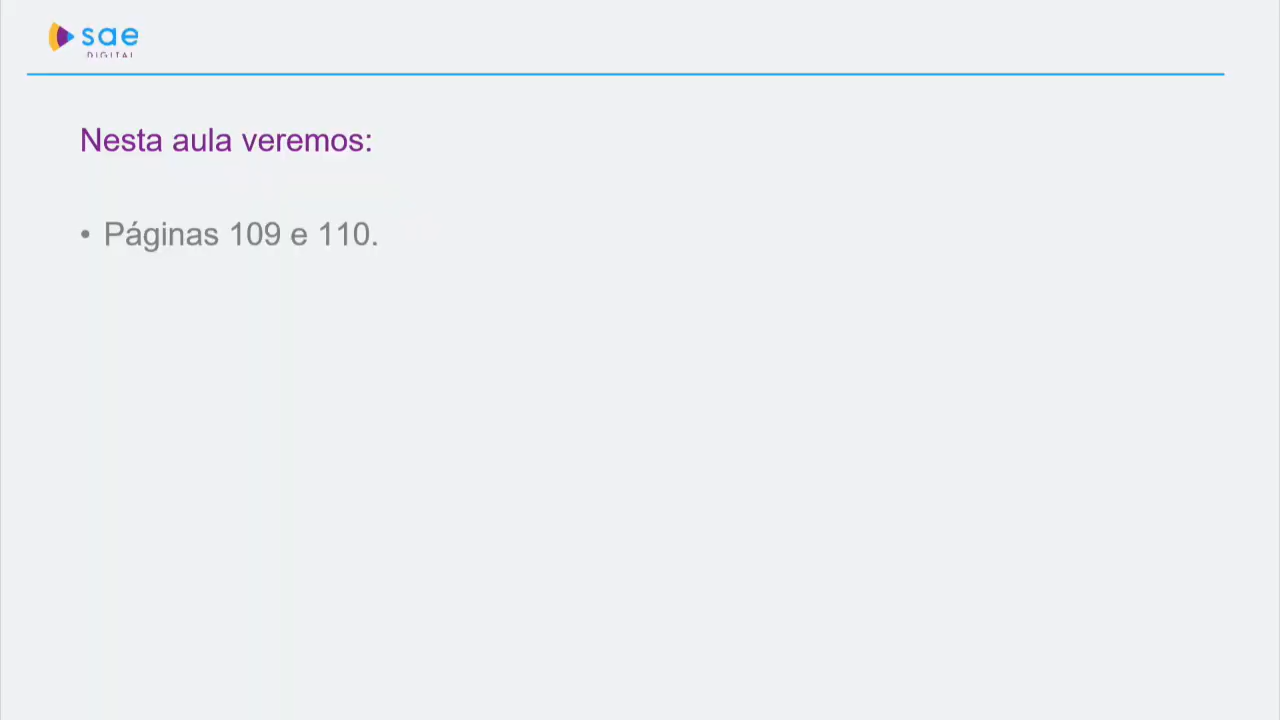 sae
DIGITAL
Nesta aula veremos:
• Páginas 109 e 110.